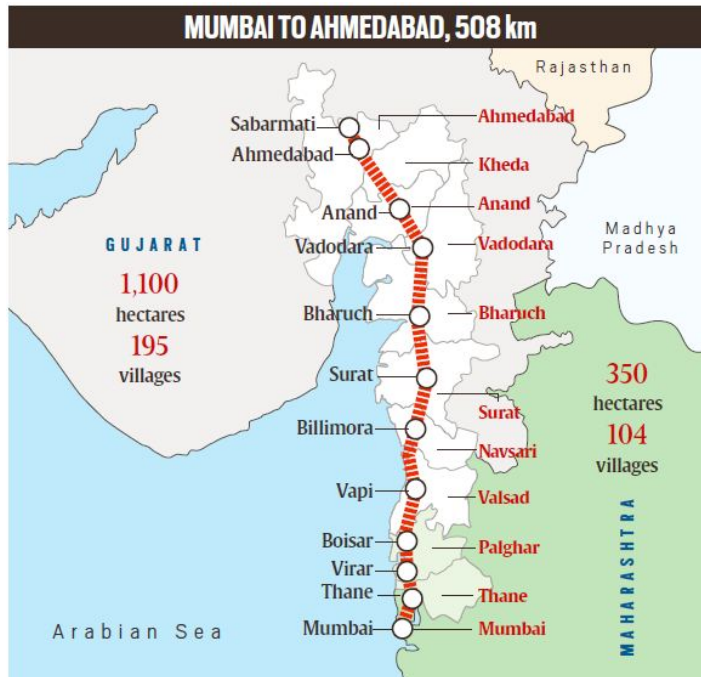 MUMBAI TO AHMEDABAD, 508 km
Rajasthan
Sabarmati
Ahmedabad
Ahmedabad
Kheda
Anand
Anand
Madhya
Pradesh
GUJARAT
Vadodara
Vadodara
1,100
hectares
195
villages
Bharuch
Bharuch
Surat
Surat
350
hectares
104
villages
Billimora
Navsari
Vapi
Valsad
Boisar
Palghar
Virar
Thane
Thane
Mumbai
Mumbai
MAHARASHTRA
Arabian Sea